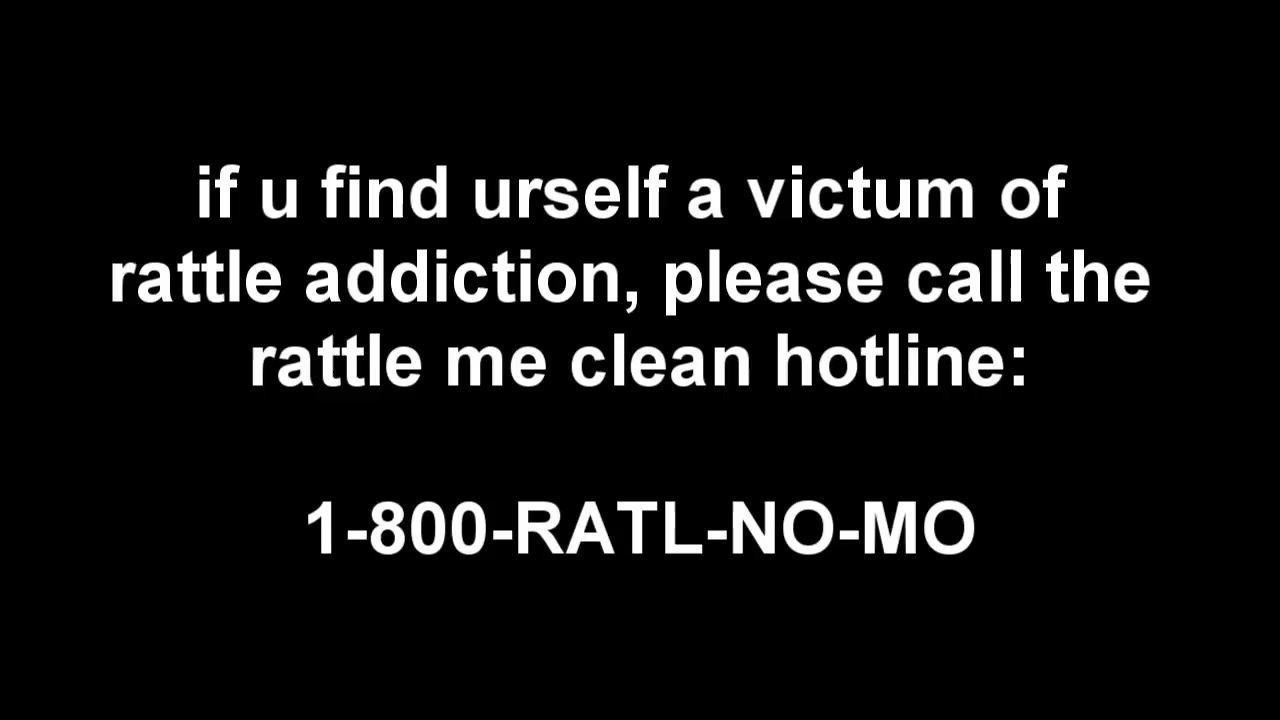 if u find urself a victum of
rattle addiction, please call the
rattle me clean hotline:
1-800-RATL-NO-MO